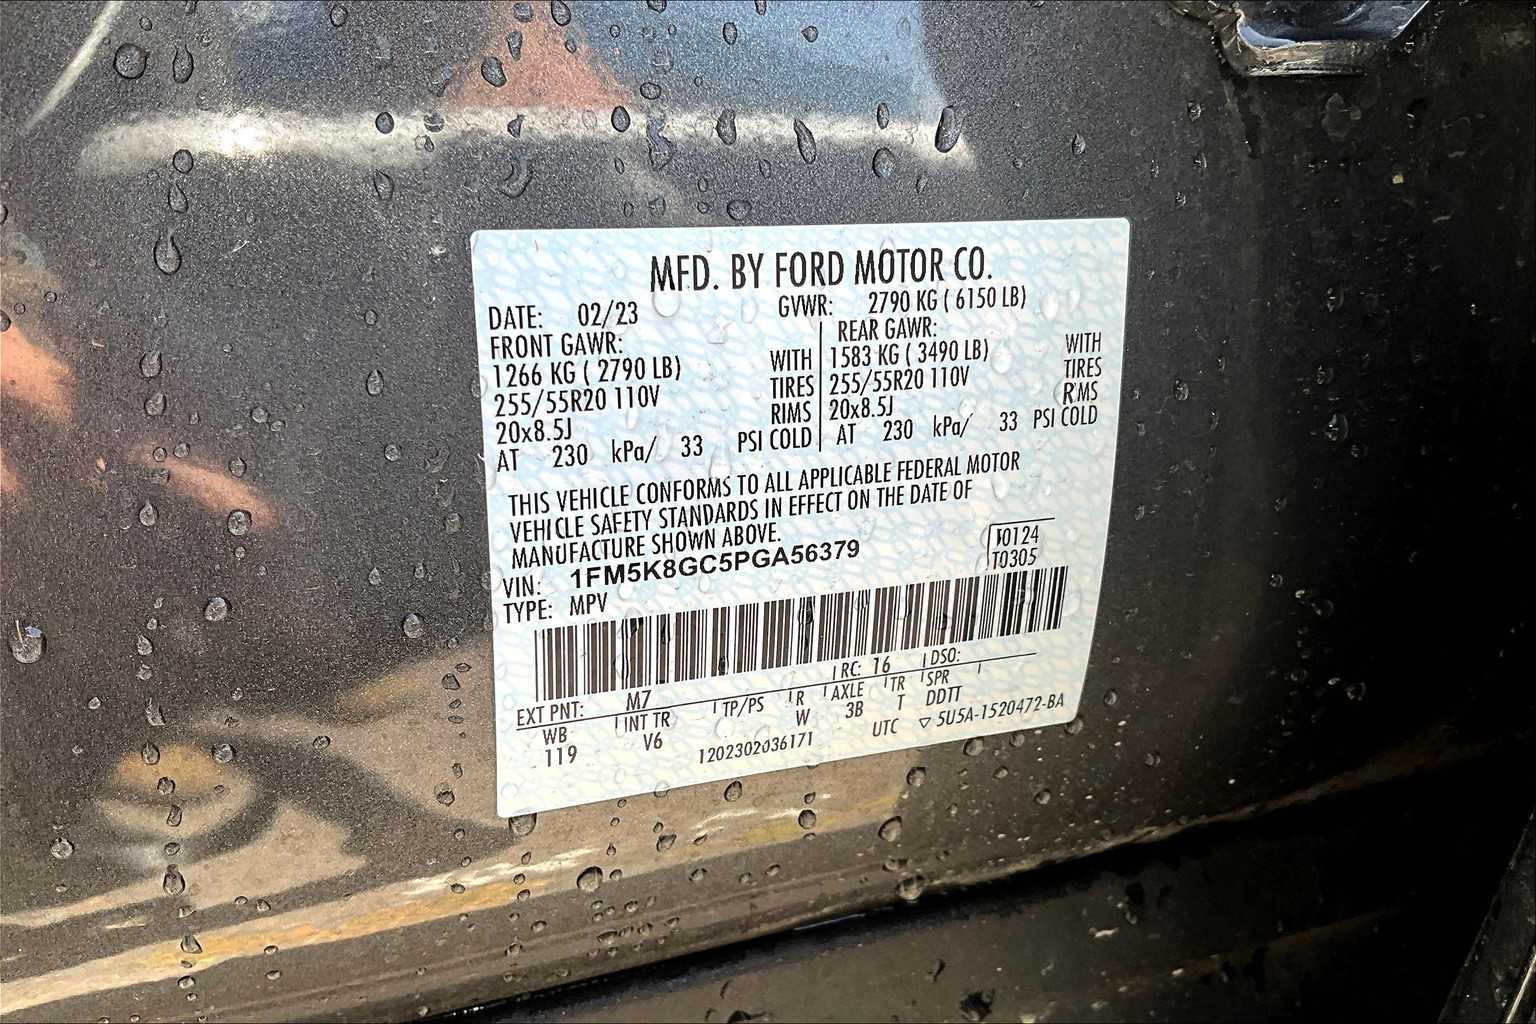 MFD. BY FORD MOTOR CO.
DATE: 02/23 GVWR: 2790 KG ( 6150 LB)
FRONT GAWR: REAR GAWR:
1266 KG ( 2790 LB) WITH 1583 KG ( 3490 LB) WITH
255/55R20 110V TIRES 255/55R20 110V TIRES
20x8.5J RIMS 20x8.5J RIMS
AT 230 kPa/ 33 PSI COLD AT 230 kPa/ 33 PSI COLD
THIS VEHICLE CONFORMS TO ALL APPLICABLE FEDERAL MOTOR
VEHICLE SAFETY STANDARDS IN EFFECT ON THE DATE OF
MANUFACTURE SHOWN ABOVE.
VIN: 1FM5K8GC5PGA56379 F0124
TYPE: MPV T0305
EXT PNT: M7 RC: 16 DSO:
WB INT TR TP/PS R AXLE TR SPR
119 V6 W 3B T DDTT
1202302036171 UTC ▽ 5U5A-1520472-BA